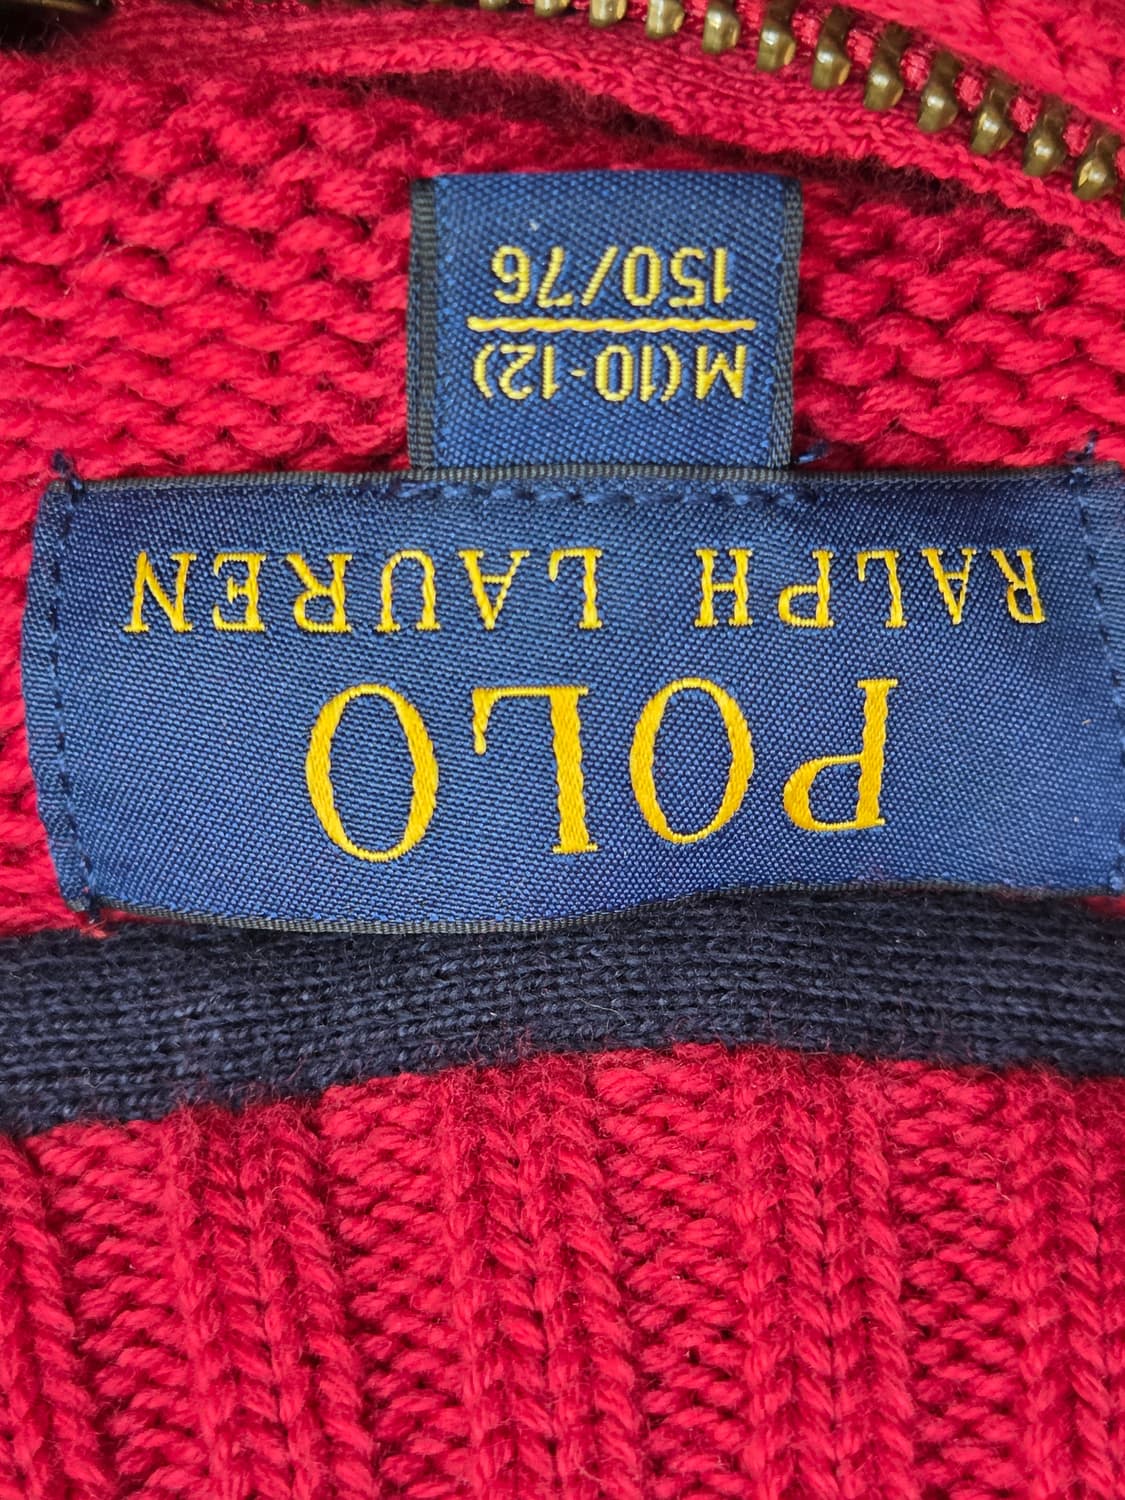 POLO
RALPH LAUREN
M(10-12)
150/76